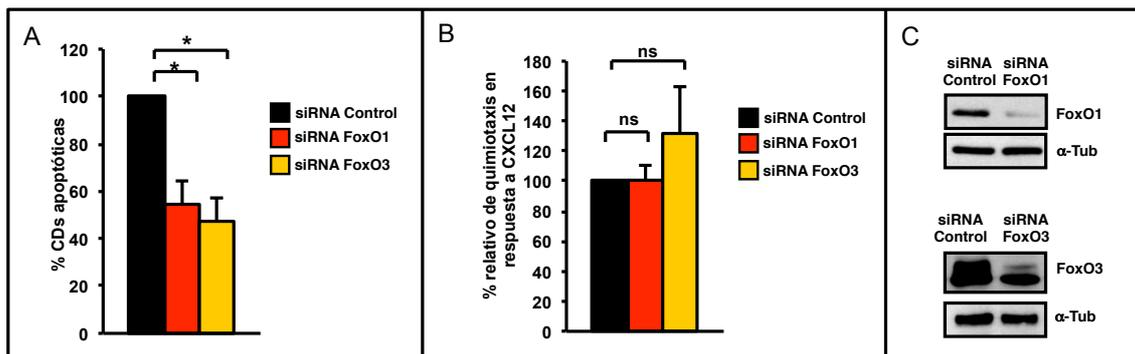 A
120
100
80
60
40
20
0
% CDs apoptóticas
*
*
siRNA Control
siRNA FoxO1
siRNA FoxO3
B
180
160
140
120
100
80
60
40
20
0
% relativo de quimiotaxis en
respuesta a CXCL12
ns
ns
siRNA Control
siRNA FoxO1
siRNA FoxO3
C
siRNA siRNA
Control FoxO1
FoxO1
α-Tub
siRNA siRNA
Control FoxO3
FoxO3
α-Tub